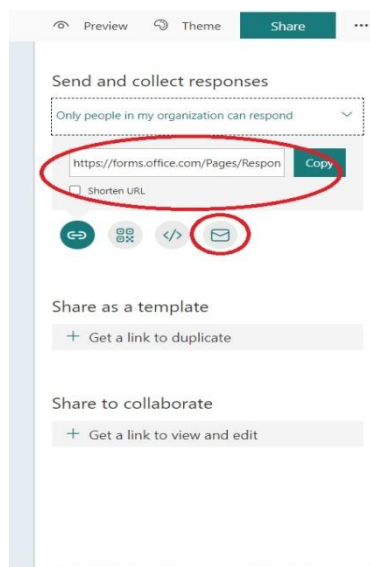 Preview Theme Share ...
Send and collect responses
Only people in my organization can respond
https://forms.office.com/Pages/Respon Copy
Shorten URL
</>
Share as a template
+ Get a link to duplicate
Share to collaborate
+ Get a link to view and edit